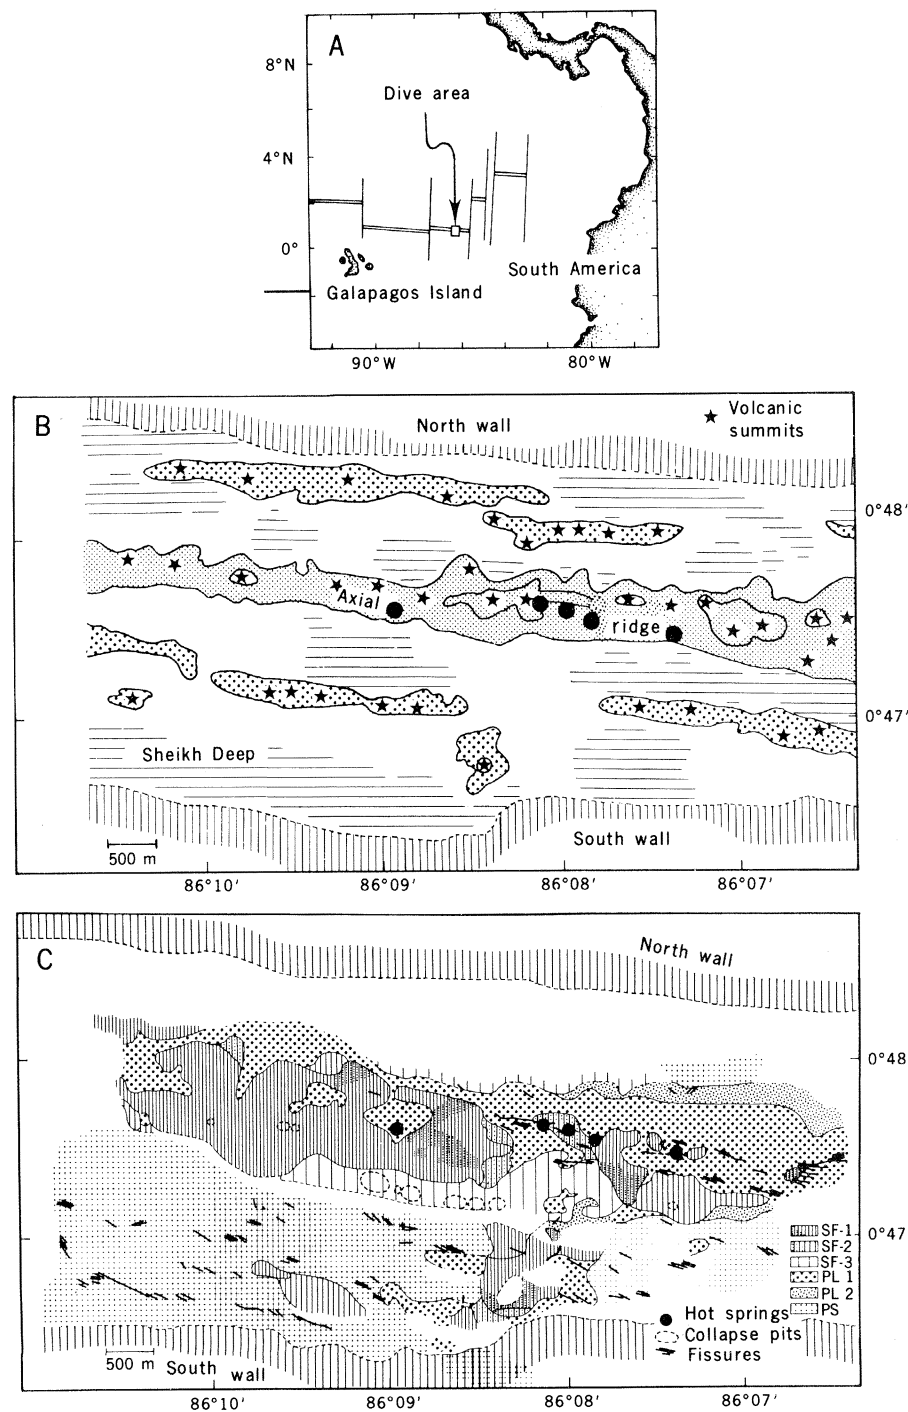 A
8°N
Dive area
4°N
0°
South America
Galapagos Island
90°W
80°W
B
North wall
Volcanic
summits
0°48'
Axial
ridge
0°47'
Sheikh Deep
South wall
500 m
86°10'
86°09'
86°08'
86°07'
C
North wall
0°48
0°47
SF-1
SF-2
SF-3
PL 1
PL 2
PS
Hot springs
Collapse pits
Fissures
500 m
South wall
86°10'
86°09'
86°08'
86°07'